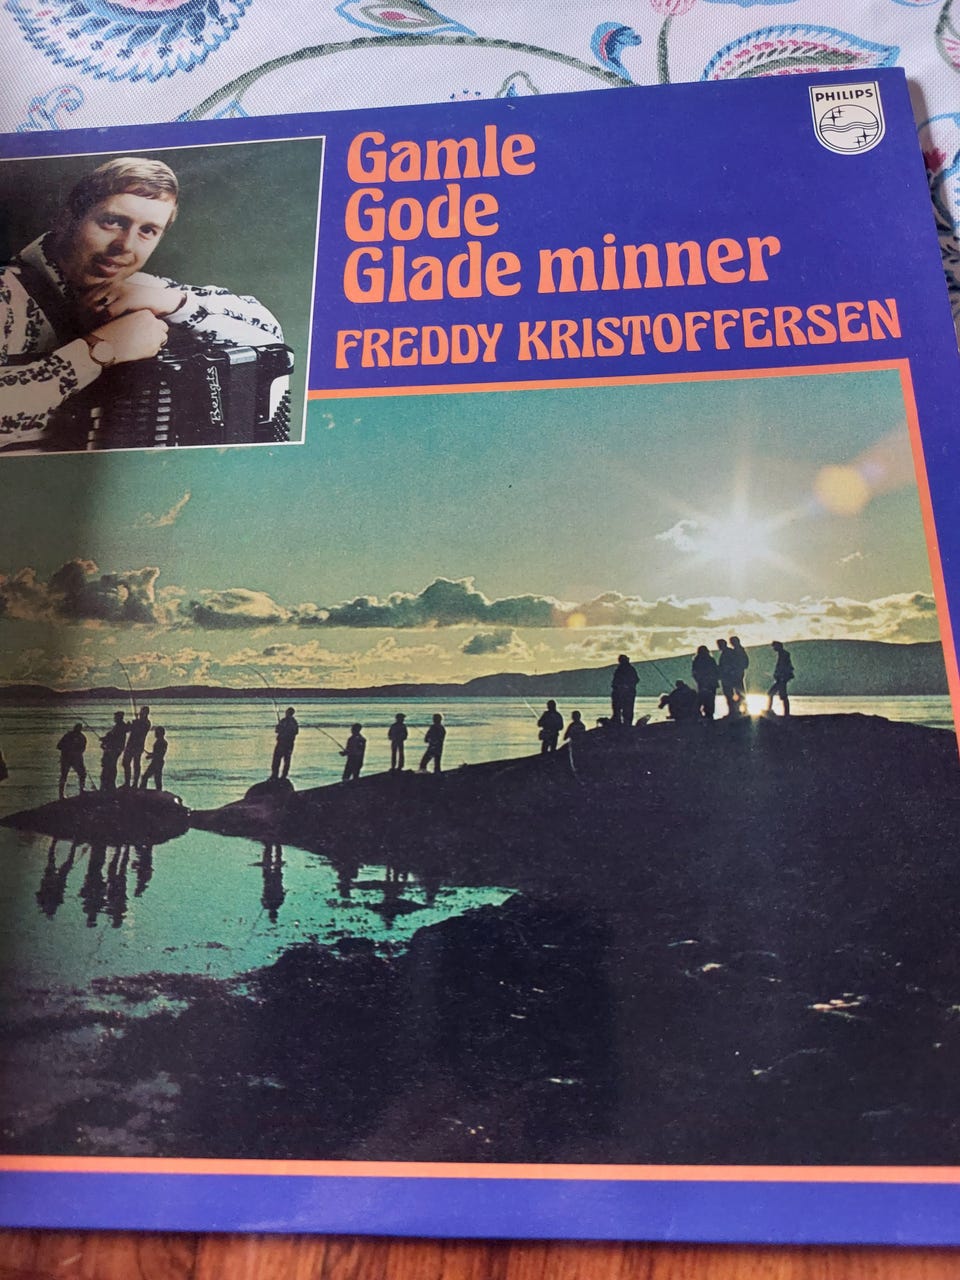 PHILIPS
Gamle
Gode
Glade minner
FREDDY KRISTOFFERSEN
Bengts